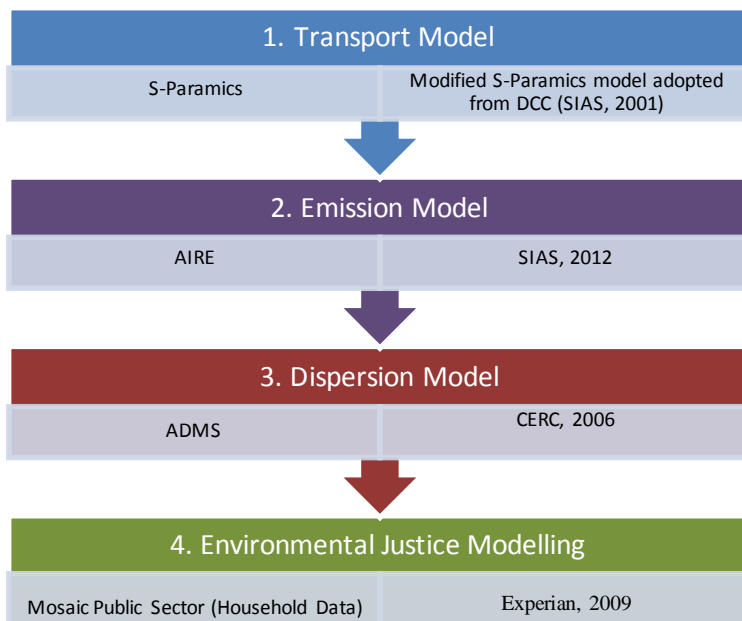 1. Transport Model
S-Paramics
Modified S-Paramics model adopted
from DCC (SIAS, 2001)
2. Emission Model
AIRE
SIAS, 2012
3. Dispersion Model
ADMS
CERC, 2006
4. Environmental Justice Modelling
Mosaic Public Sector (Household Data)
Experian, 2009